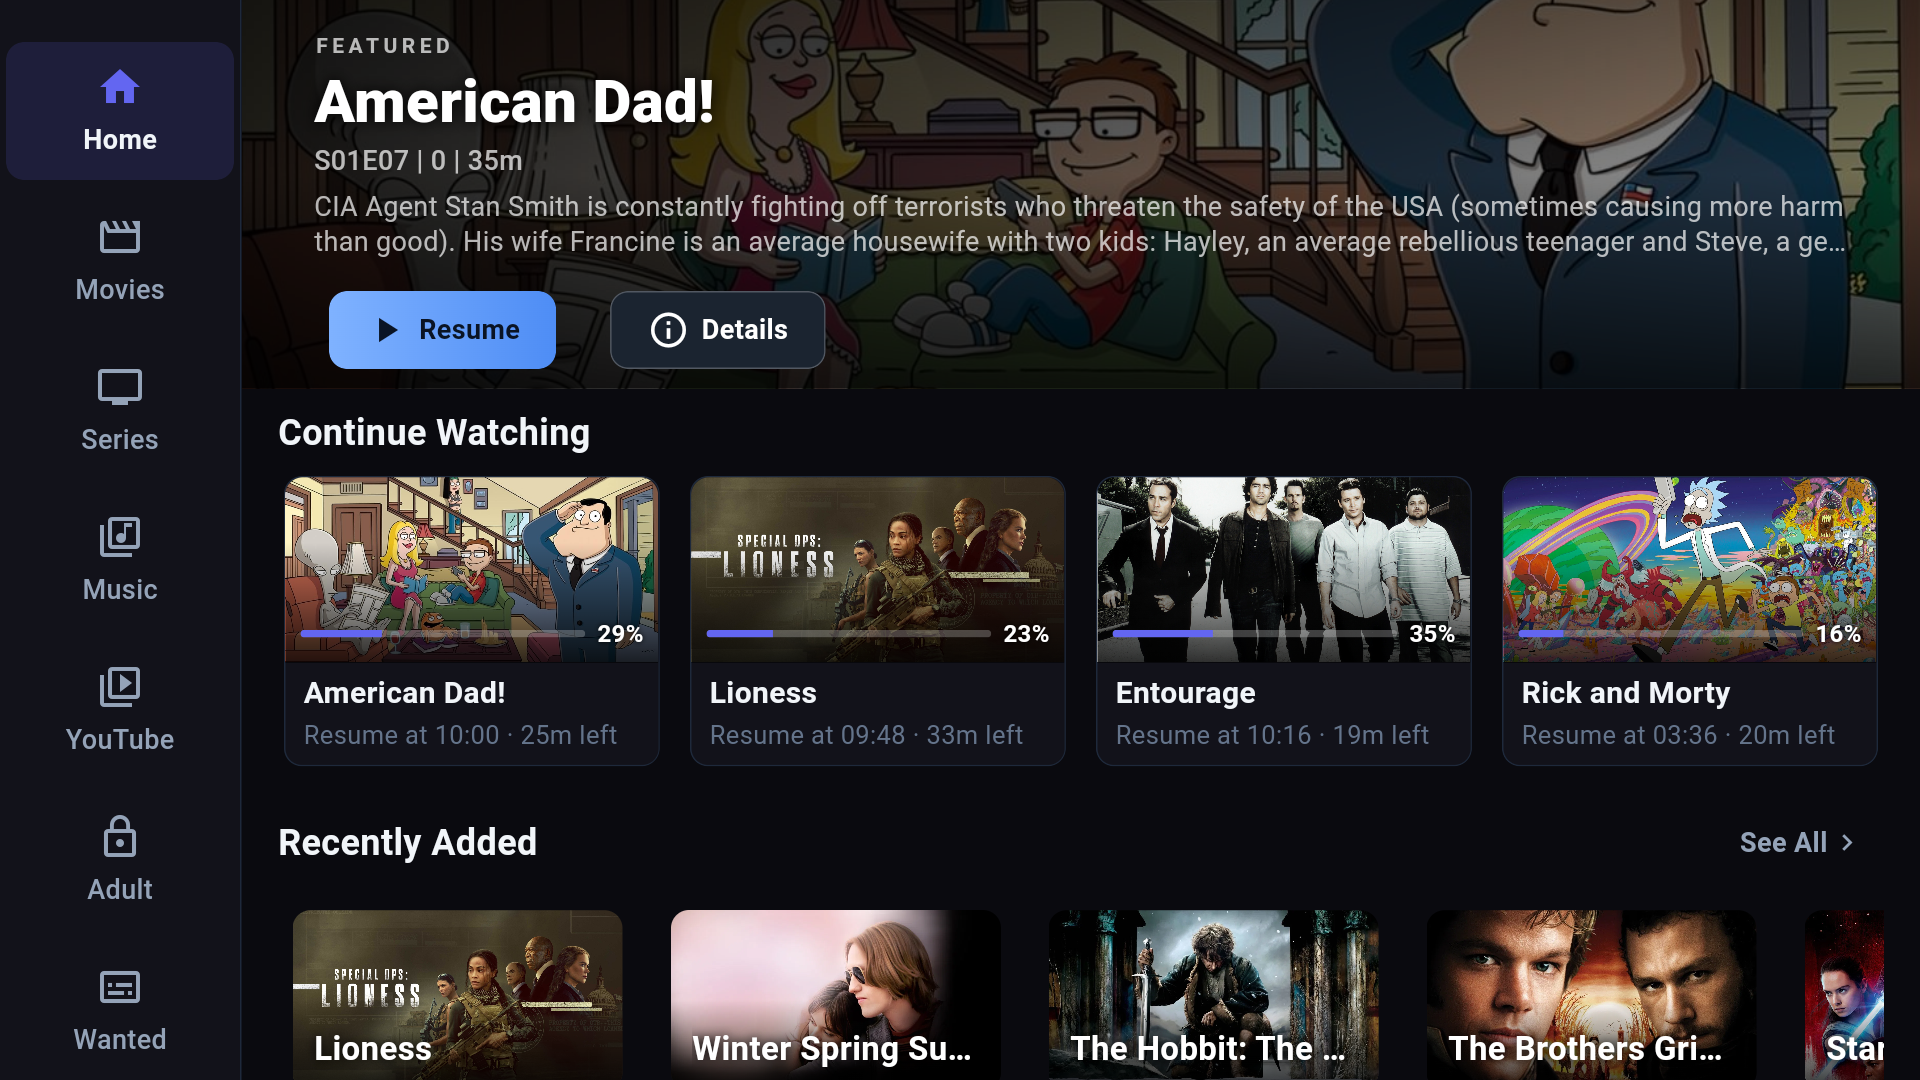 Home
Movies
Series
Music
YouTube
Adult
Wanted
FEATURED
American Dad!
S01E07 | 0 | 35m
CIA Agent Stan Smith is constantly fighting off terrorists who threaten the safety of the USA (sometimes causing more harm
than good). His wife Francine is an average housewife with two kids: Hayley, an average rebellious teenager and Steve, a ge...
Resume
Details
Continue Watching
SPECIAL OPS:
LIONESS
29%
23%
35%
16%
American Dad!
Resume at 10:00 · 25m left
Lioness
Resume at 09:48 · 33m left
Entourage
Resume at 10:16 · 19m left
Rick and Morty
Resume at 03:36 · 20m left
Recently Added
See All
SPECIAL OPS:
LIONESS
Lioness
Winter Spring Su...
The Hobbit: The ...
The Brothers Gri...
Star